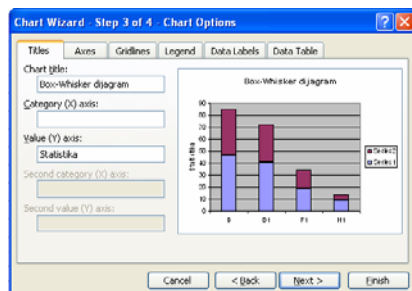 Chart Wizard - Step 3 of 4 - Chart Options
Titles Axes Gridlines Legend Data Labels Data Table
Chart title:
Box-Whisker dijagram
Category (X) axis:
Value (Y) axis:
Statistika
Second category (X) axis:
Second value (Y) axis:
Box-Whisker dijagram
Statistika
90
80
70
60
50
40
30
20
10
0
Series2
Series1
Cancel < Back Next > Finish